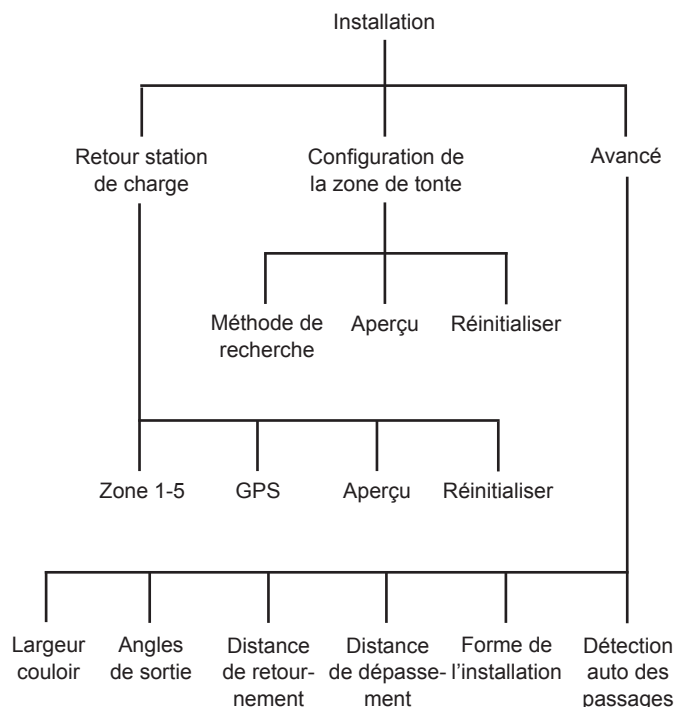 Installation
Retour station
de charge
Configuration de
la zone de tonte
Avancé
Méthode de
recherche
Aperçu
Réinitialiser
Zone 1-5
GPS
Aperçu
Réinitialiser
Largeur
couloir
Angles
de sortie
Distance
de retour-
nement
Distance
de dépasse-
ment
Forme de
l'installation
Détection
auto des
passages